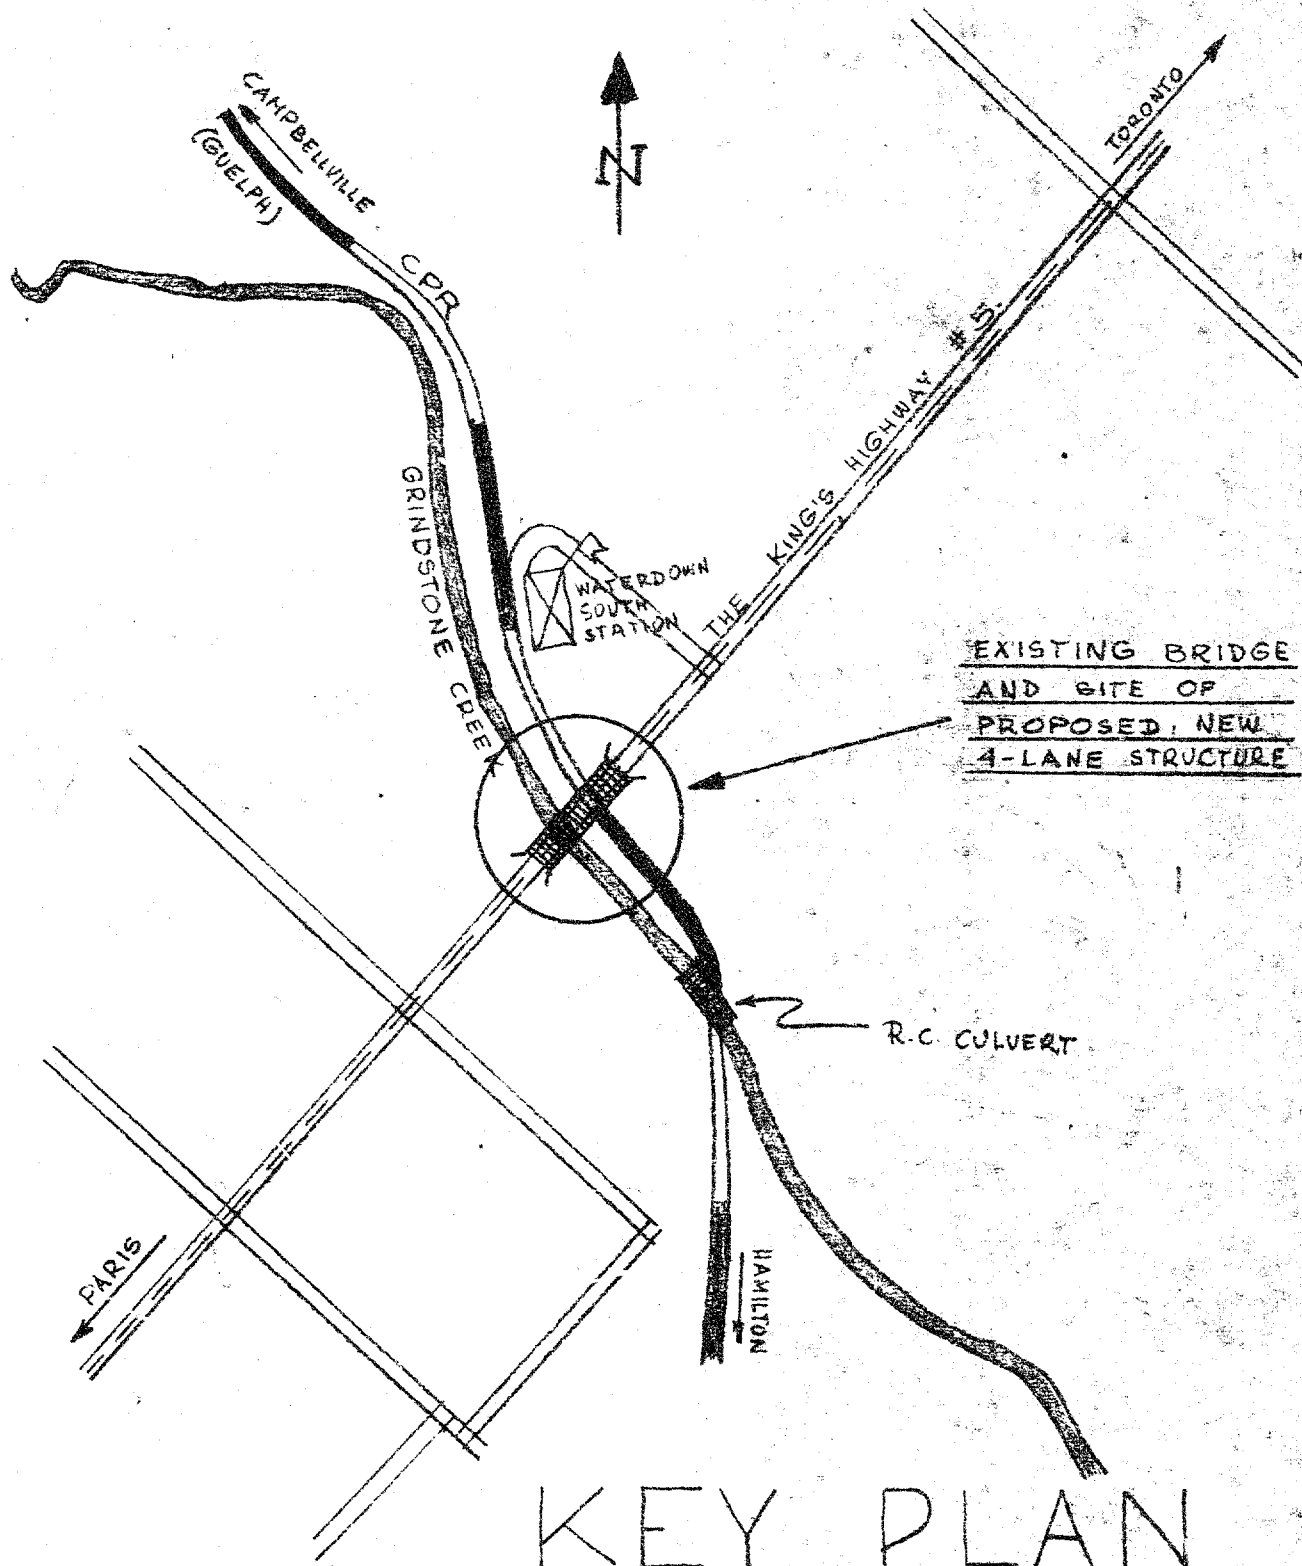 CAMPBELLVILLE
(GUELPH)
N
TORONTO
CPR
THE KING'S HIGHWAY #5.
GRINDSTONE CREEK
WATERDOWN
SOUTH
STATION
EXISTING BRIDGE
AND SITE OF
PROPOSED NEW
4-LANE STRUCTURE
R.C. CULVERT
PARIS
HAMILTON
KEY PLAN